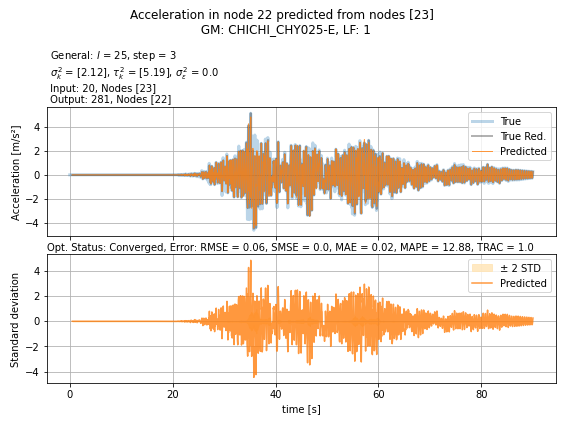 Acceleration in node 22 predicted from nodes [23]
GM: CHICHI_CHY025-E, LF: 1
General: l = 25, step = 3
σ²ₖ = [2.12], τ²ₖ = [5.19], σ²ε = 0.0
Input: 20, Nodes [23]
Output: 281, Nodes [22]
True
True Red.
Predicted
Acceleration [m/s²]
4
2
0
−2
−4
Opt. Status: Converged, Error: RMSE = 0.06, SMSE = 0.0, MAE = 0.02, MAPE = 12.88, TRAC = 1.0
± 2 STD
Predicted
Standard deviation
4
2
0
−2
−4
0 20 40 60 80
time [s]